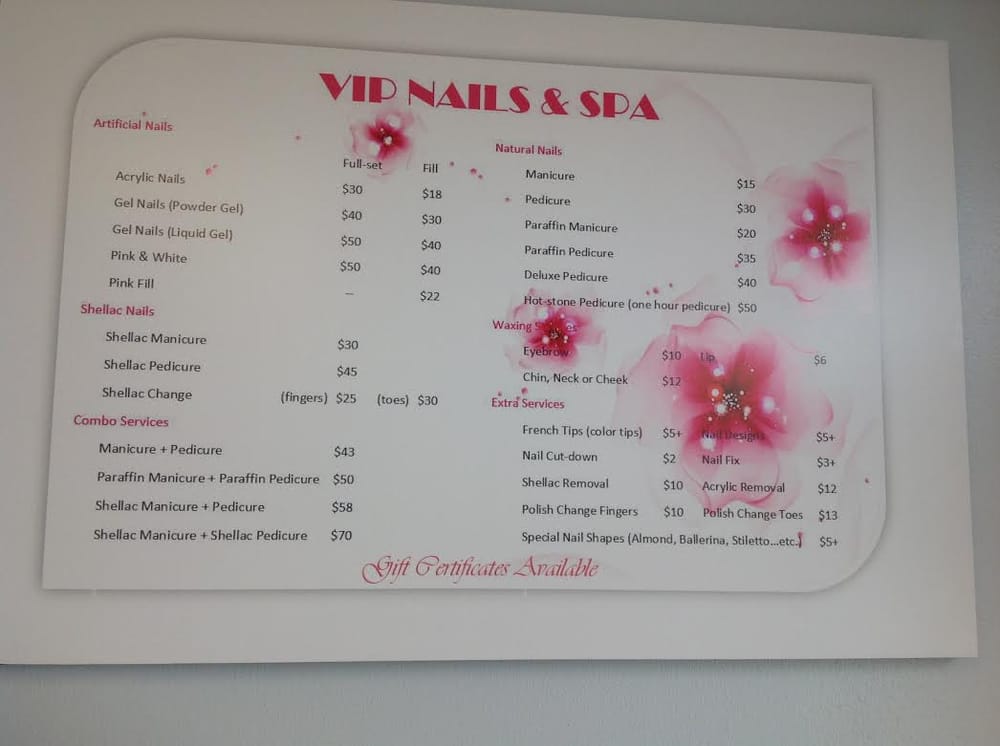 VIP NAILS & SPA
Artificial Nails
Full-set Fill
Acrylic Nails $30 $18
Gel Nails (Powder Gel) $40 $30
Gel Nails (Liquid Gel) $50 $40
Pink & White $50 $40
Pink Fill — $22
Shellac Nails
Shellac Manicure $30
Shellac Pedicure $45
Shellac Change (fingers) $25 (toes) $30
Combo Services
Manicure + Pedicure $43
Paraffin Manicure + Paraffin Pedicure $50
Shellac Manicure + Pedicure $58
Shellac Manicure + Shellac Pedicure $70
Natural Nails
Manicure $15
Pedicure $30
Paraffin Manicure $20
Paraffin Pedicure $35
Deluxe Pedicure $40
Hot-stone Pedicure (one hour pedicure) $50
Waxing
Eyebrow $10 Lip $6
Chin, Neck or Cheek $12
Extra Services
French Tips (color tips) $5+ Nail Designs $5+
Nail Cut-down $2 Nail Fix $3+
Shellac Removal $10 Acrylic Removal $12
Polish Change Fingers $10 Polish Change Toes $13
Special Nail Shapes (Almond, Ballerina, Stiletto...etc.) $5+
Gift Certificates Available